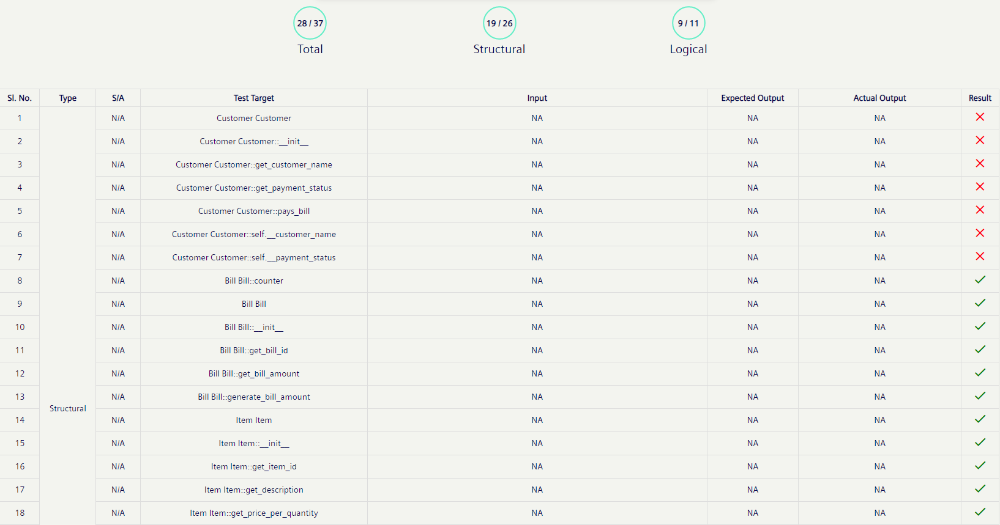 28 / 37 19 / 26 9 / 11
Total Structural Logical
Sl. No. Type S/A Test Target Input Expected Output Actual Output Result
1 N/A Customer Customer NA NA NA
2 N/A Customer Customer::__init__ NA NA NA
3 N/A Customer Customer::get_customer_name NA NA NA
4 N/A Customer Customer::get_payment_status NA NA NA
5 N/A Customer Customer::pays_bill NA NA NA
6 N/A Customer Customer::self.__customer_name NA NA NA
7 N/A Customer Customer::self.__payment_status NA NA NA
8 N/A Bill Bill::counter NA NA NA
9 N/A Bill Bill NA NA NA
10 N/A Bill Bill::__init__ NA NA NA
11 N/A Bill Bill::get_bill_id NA NA NA
12 N/A Bill Bill::get_bill_amount NA NA NA
13 N/A Bill Bill::generate_bill_amount NA NA NA
Structural
14 N/A Item Item NA NA NA
15 N/A Item Item::__init__ NA NA NA
16 N/A Item Item::get_item_id NA NA NA
17 N/A Item Item::get_description NA NA NA
18 N/A Item Item::get_price_per_quantity NA NA NA